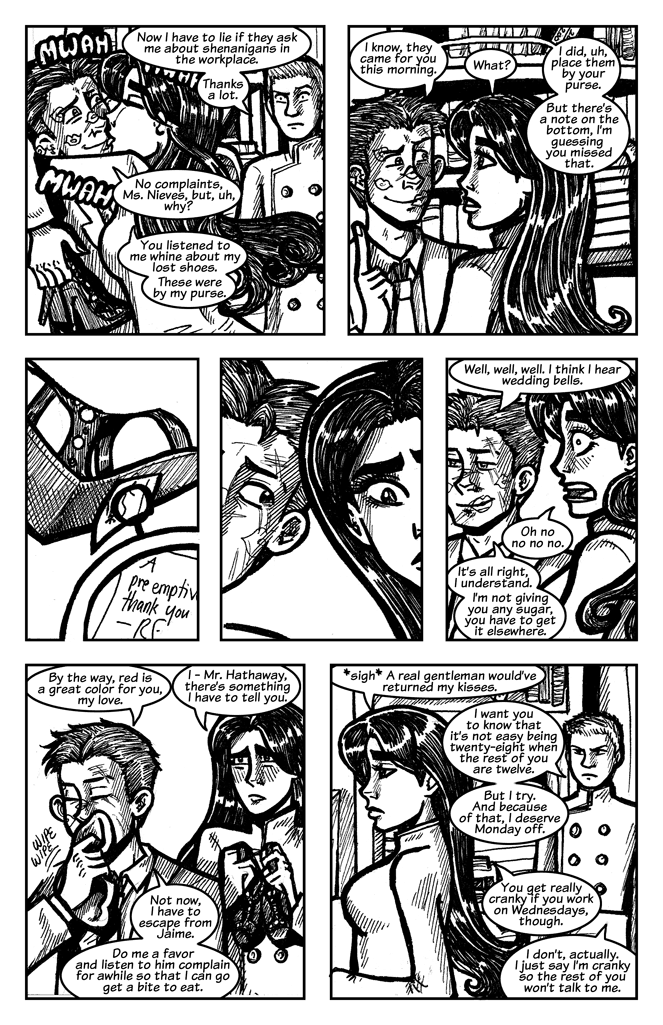 MWAH
Now I have to lie if they ask
me about shenanigans in
the workplace.
MWAH
Thanks
a lot.
MWAH
No complaints,
Ms. Nieves, but, uh,
why?
You listened to
me whine about my
lost shoes.
These were
by my purse.
I know, they
came for you
this morning.
What?
I did, uh,
place them
by your
purse.
But there's
a note on the
bottom, I'm
guessing
you missed
that.
A
preemptiv
thank you
- R.F.
Well, well, well. I think I hear
wedding bells.
Oh no
no no no.
It's all right,
I understand.
I'm not giving
you any sugar,
you have to get
it elsewhere.
By the way, red is
a great color for you,
my love.
I - Mr. Hathaway,
there's something
I have to tell you.
WIPE
WIPE
Not now,
I have to
escape from
Jaime.
Do me a favor
and listen to him complain
for awhile so that I can go
get a bite to eat.
*sigh* A real gentleman would've
returned my kisses.
I want you
to know that
it's not easy being
twenty-eight when
the rest of you
are twelve.
But I try.
And because
of that, I deserve
Monday off.
You get really
cranky if you work
on Wednesdays,
though.
I don't, actually.
I just say I'm cranky
so the rest of you
won't talk to me.